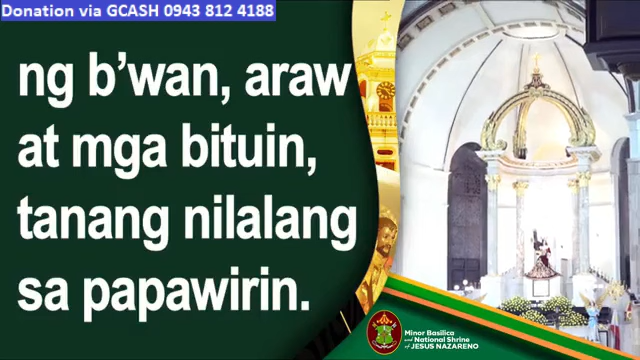 Donation via GCASH 0943 812 4188
ng b’wan, araw
at mga bituin,
tanang nilalang
sa papawirin.
Minor Basilica
and National Shrine
of JESUS NAZARENO